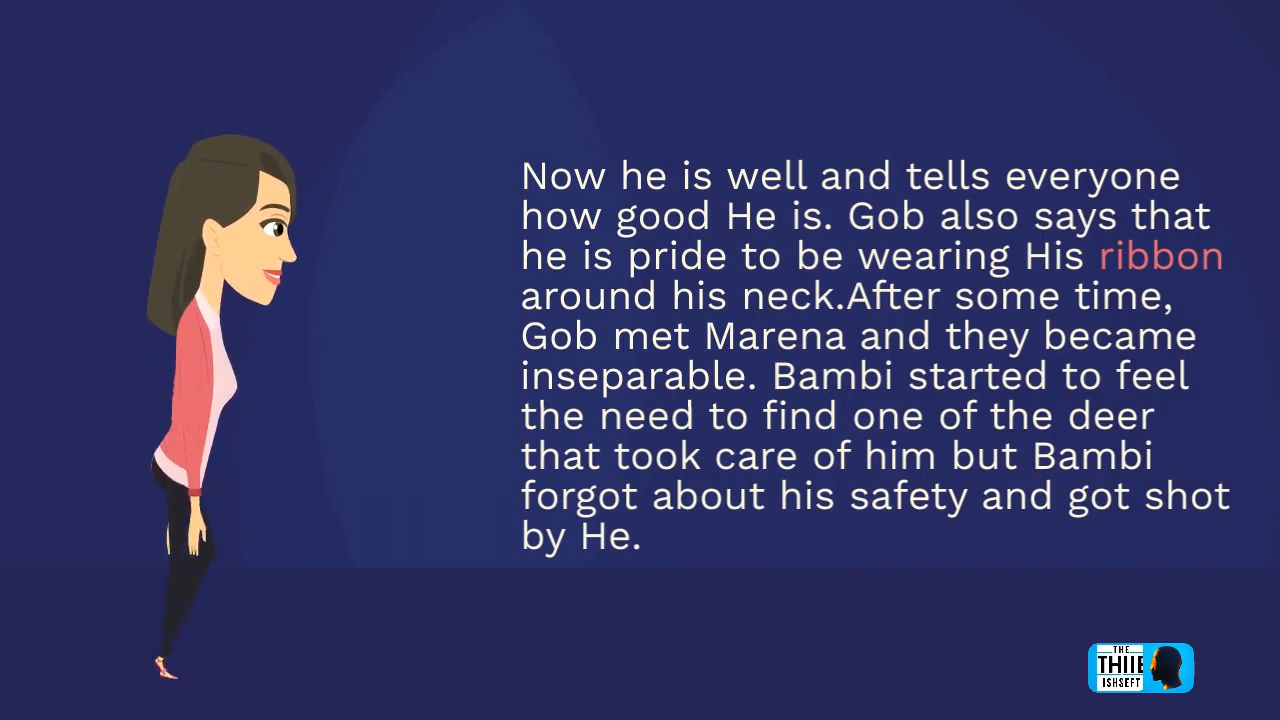 Now he is well and tells everyone
how good He is. Gob also says that
he is pride to be wearing His ribbon
around his neck.After some time,
Gob met Marena and they became
inseparable. Bambi started to feel
the need to find one of the deer
that took care of him but Bambi
forgot about his safety and got shot
by He.
THE
THIIE
ISHSEFT